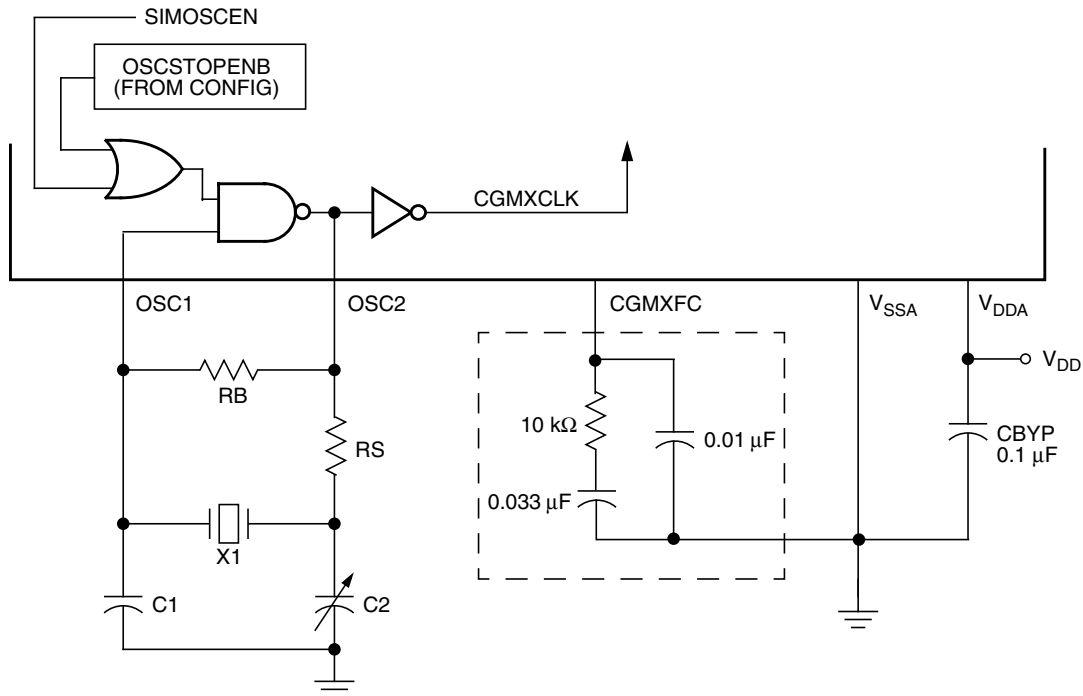 SIMOSCEN
OSCSTOPENB
(FROM CONFIG)
CGMXCLK
OSC1
OSC2
CGMXFC
VSSA
VDDA
VDD
RB
10 kΩ
0.01 µF
CBYP
0.1 µF
RS
0.033 µF
X1
C1
C2